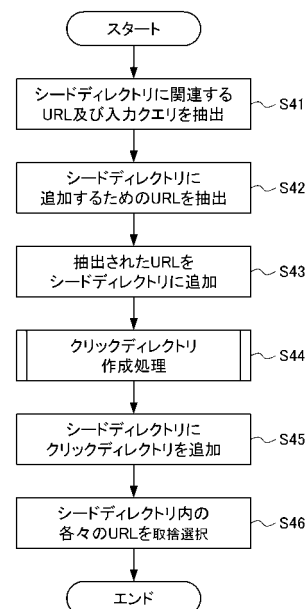 スタート
シードディレクトリに関連する
URL及び入力クエリを抽出
S41
シードディレクトリに
追加するためのURLを抽出
S42
抽出されたURLを
シードディレクトリに追加
S43
クリックディレクトリ
作成処理
S44
シードディレクトリに
クリックディレクトリを追加
S45
シードディレクトリ内の
各々のURLを取捨選択
S46
エンド